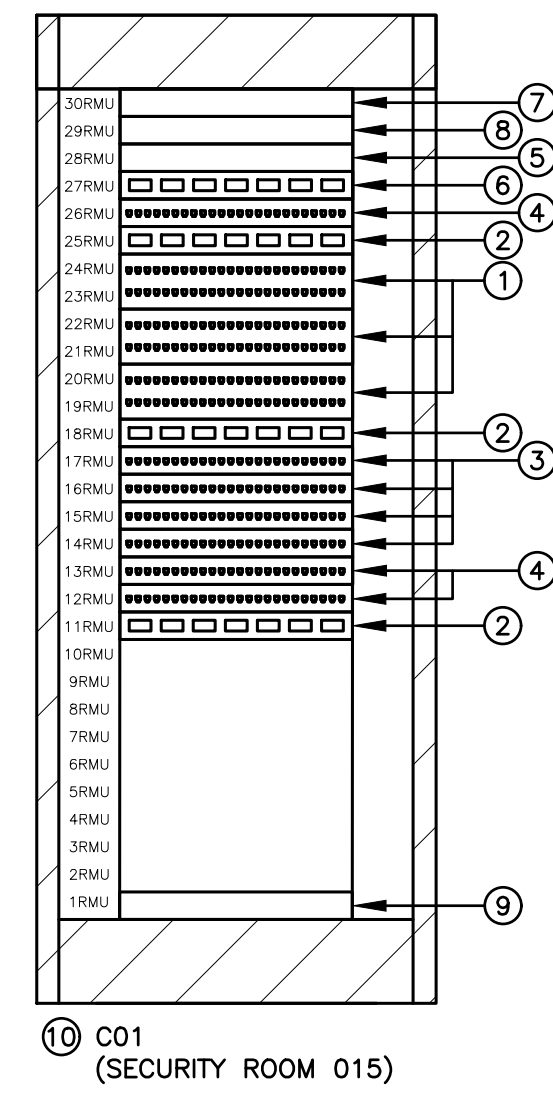 30RMU 7
29RMU 8
28RMU 5
27RMU 6
26RMU 4
25RMU 2
24RMU 1
23RMU
22RMU
21RMU
20RMU
19RMU
18RMU 2
17RMU 3
16RMU
15RMU
14RMU
13RMU 4
12RMU
11RMU 2
10RMU
9RMU
8RMU
7RMU
6RMU
5RMU
4RMU
3RMU
2RMU
1RMU 9
10 C01
(SECURITY ROOM 015)